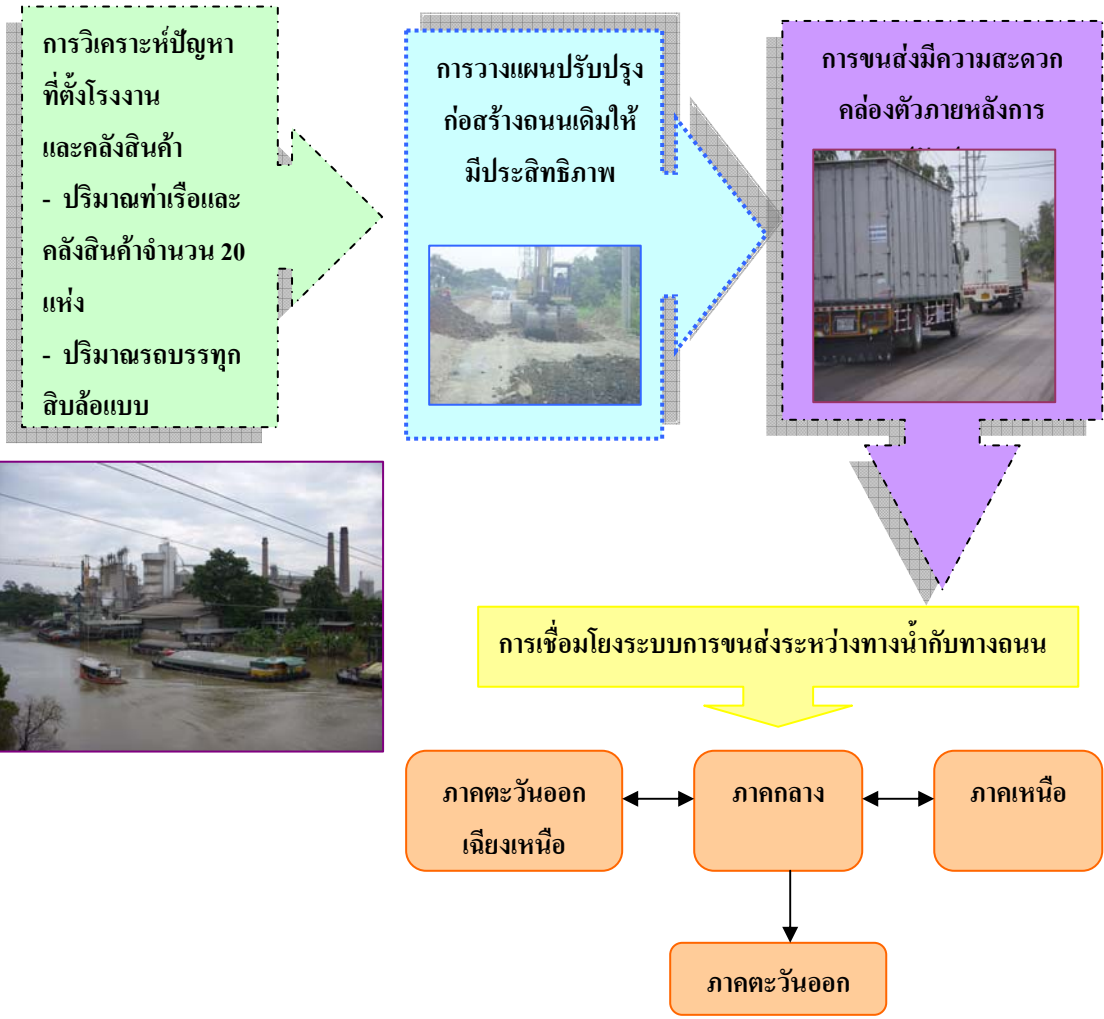 การวิเคราะห์ปัญหา
ที่ตั้งโรงงาน
และคลังสินค้า
- ปริมาณท่าเรือและ
คลังสินค้าจำนวน 20
แห่ง
- ปริมาณรถบรรทุก
สิบล้อแบบ
การวางแผนปรับปรุง
ก่อสร้างถนนเดิมให้
มีประสิทธิภาพ
การขนส่งมีความสะดวก
คล่องตัวภายหลังการ
การเชื่อมโยงระบบการขนส่งระหว่างทางน้ำกับทางถนน
ภาคตะวันออก
เฉียงเหนือ
ภาคกลาง
ภาคเหนือ
ภาคตะวันออก